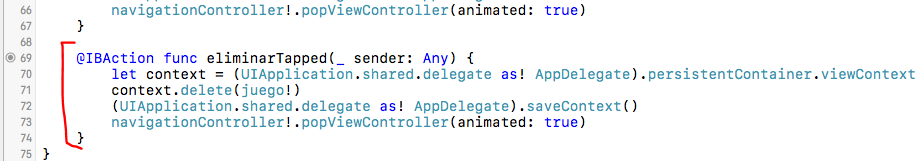 66 navigationController!.popViewController(animated: true)
67 }
68
69 @IBAction func eliminarTapped(_ sender: Any) {
70 let context = (UIApplication.shared.delegate as! AppDelegate).persistentContainer.viewContext
71 context.delete(juego!)
72 (UIApplication.shared.delegate as! AppDelegate).saveContext()
73 navigationController!.popViewController(animated: true)
74 }
75 }